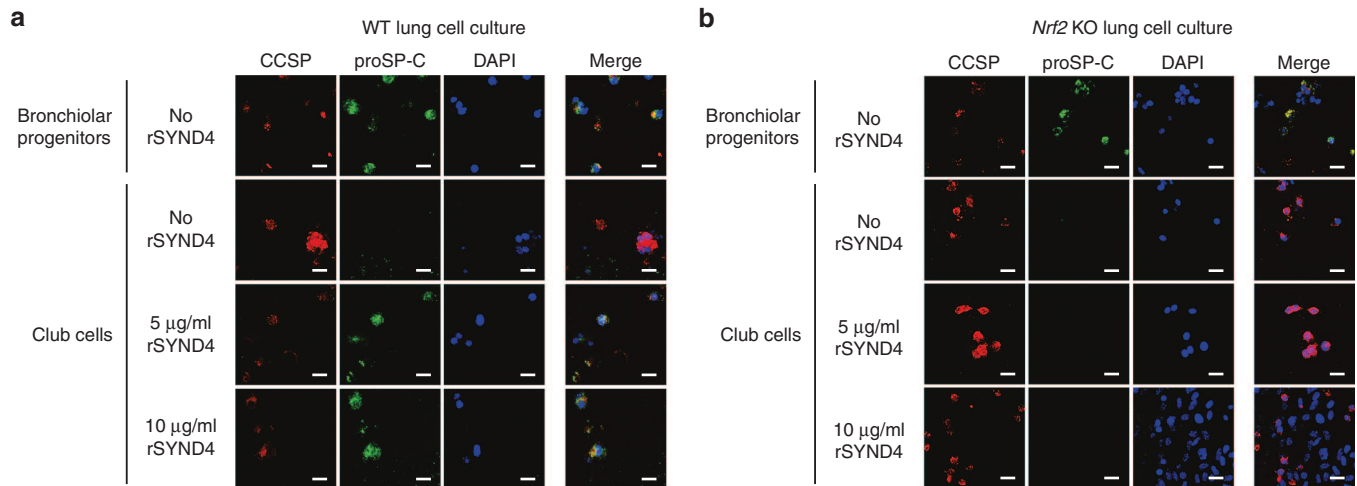 a
WT lung cell culture
CCSP proSP-C DAPI Merge
Bronchiolar
progenitors
No
rSYND4
Club cells
No
rSYND4
5 μg/ml
rSYND4
10 μg/ml
rSYND4
b
Nrf2 KO lung cell culture
CCSP proSP-C DAPI Merge
Bronchiolar
progenitors
No
rSYND4
Club cells
No
rSYND4
5 μg/ml
rSYND4
10 μg/ml
rSYND4